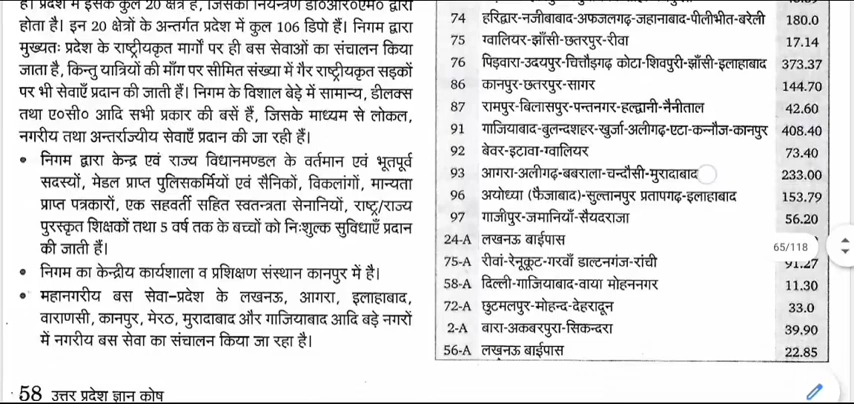 है। प्रदेश में इसके कुल 20 क्षेत्र हैं, जिसका नियन्त्रण डी०आर०एम० द्वारा
होता है। इन 20 क्षेत्रों के अन्तर्गत प्रदेश में कुल 106 डिपो हैं। निगम द्वारा
मुख्यतः प्रदेश के राष्ट्रीयकृत मार्गों पर ही बस सेवाओं का संचालन किया
जाता है, किन्तु यात्रियों की माँग पर सीमित संख्या में गैर राष्ट्रीयकृत सड़कों
पर भी सेवाएँ प्रदान की जाती हैं। निगम के विशाल बेड़े में सामान्य, डीलक्स
तथा ए०सी० आदि सभी प्रकार की बसें हैं, जिसके माध्यम से लोकल,
नगरीय तथा अन्तर्राज्यीय सेवाएँ प्रदान की जा रही हैं।
• निगम द्वारा केन्द्र एवं राज्य विधानमण्डल के वर्तमान एवं भूतपूर्व
सदस्यों, मेडल प्राप्त पुलिसकर्मियों एवं सैनिकों, विकलांगों, मान्यता
प्राप्त पत्रकारों, एक सहवर्ती सहित स्वतन्त्रता सेनानियों, राष्ट्र/राज्य
पुरस्कृत शिक्षकों तथा 5 वर्ष तक के बच्चों को निःशुल्क सुविधाएँ प्रदान
की जाती हैं।
• निगम का केन्द्रीय कार्यशाला व प्रशिक्षण संस्थान कानपुर में है।
• महानगरीय बस सेवा-प्रदेश के लखनऊ, आगरा, इलाहाबाद,
वाराणसी, कानपुर, मेरठ, मुरादाबाद और गाजियाबाद आदि बड़े नगरों
में नगरीय बस सेवा का संचालन किया जा रहा है।
58 उत्तर प्रदेश ज्ञान कोष
74 हरिद्वार-नजीबाबाद-अफजलगढ़-जहानाबाद-पीलीभीत-बरेली 180.0
75 ग्वालियर-झाँसी-छतरपुर-रीवा 17.14
76 पिड़वारा-उदयपुर-चित्तौड़गढ़ कोटा-शिवपुरी-झाँसी-इलाहाबाद 373.37
86 कानपुर-छतरपुर-सागर 144.70
87 रामपुर-बिलासपुर-पन्तनगर-हल्द्वानी-नैनीताल 42.60
91 गाजियाबाद-बुलन्दशहर-खुर्जा-अलीगढ़-एटा-कन्नौज-कानपुर 408.40
92 बेवर-इटावा-ग्वालियर 73.40
93 आगरा-अलीगढ़-बबराला-चन्दौसी-मुरादाबाद 233.00
96 अयोध्या (फैजाबाद)-सुल्तानपुर प्रतापगढ़-इलाहाबाद 153.79
97 गाजीपुर-जमानियाँ-सैयदराजा 56.20
24-A लखनऊ बाईपास
65/118
75-A रीवां-रेनूकूट-गरवाँ डाल्टनगंज-रांची 91.27
58-A दिल्ली-गाजियाबाद-वाया मोहननगर 11.30
72-A छुटमलपुर-मोहन्द-देहरादून 33.0
2-A बारा-अकबरपुरा-सिकन्दरा 39.90
56-A लखनऊ बाईपास 22.85